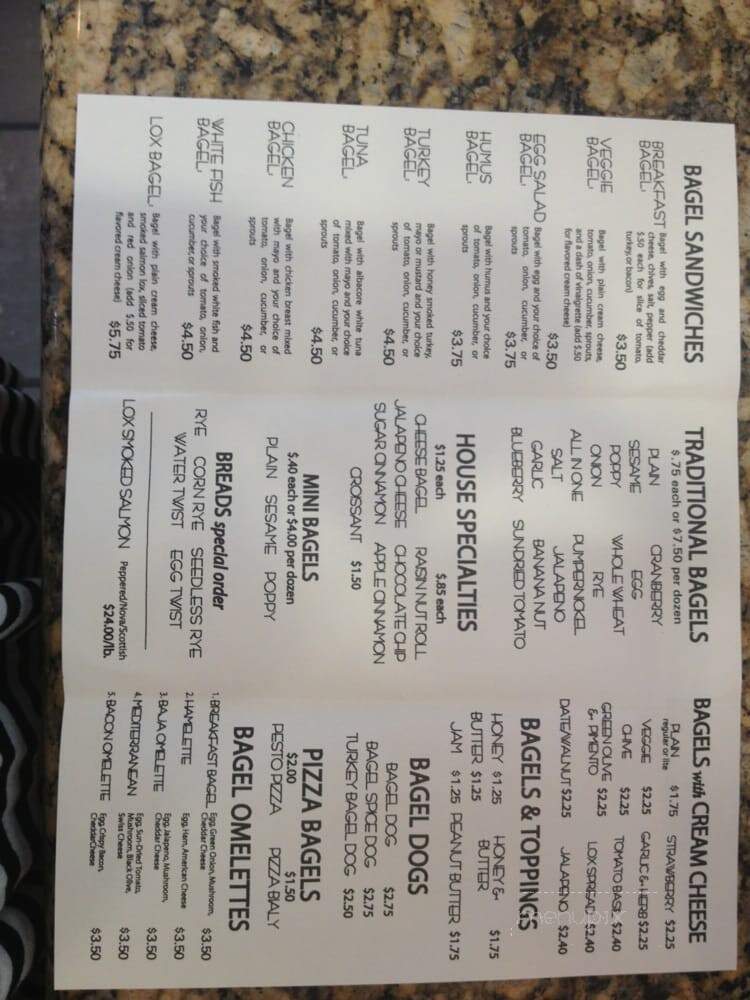 BAGEL SANDWICHES
BREAKFAST BAGEL:
Bagel with egg and cheddar
cheese, chives, salt, pepper (add
$.50 each for slice of tomato,
turkey, or bacon)
$3.50
VEGGIE BAGEL:
Bagel with plain cream cheese,
tomato, onion, cucumber, sprouts,
and a dash of vinaigrette (add $.50
for flavored cream cheese)
$3.50
EGG SALAD BAGEL:
Bagel with egg and your choice of
tomato, onion, cucumber, or
sprouts
$3.75
HUMUS BAGEL:
Bagel with humus and your choice
of tomato, onion, cucumber, or
sprouts
$3.75
TURKEY BAGEL:
Bagel with honey smoked turkey,
mayo or mustard and your choice
of tomato, onion, cucumber, or
sprouts
$4.50
TUNA BAGEL:
Bagel with albacore white tuna
mixed with mayo and your choice
of tomato, onion, cucumber, or
sprouts
$4.50
CHICKEN BAGEL:
Bagel with chicken breast mixed
with mayo and your choice of
tomato, onion, cucumber, or
sprouts
$4.50
WHITE FISH BAGEL:
Bagel with smoked white fish and
your choice of tomato, onion,
cucumber, or sprouts
$4.50
LOX BAGEL:
Bagel with plain cream cheese,
smoked salmon lox, sliced tomato
and red onion (add $.50 for
flavored cream cheese)
$5.75
TRADITIONAL BAGELS
$.75 each or $7.50 per dozen
PLAIN CRANBERRY
SESAME EGG
POPPY WHOLE WHEAT
ONION RYE
ALL IN ONE PUMPERNICKEL
SALT JALAPENO
GARLIC BANANA NUT
BLUEBERRY SUNDRIED TOMATO
HOUSE SPECIALTIES
$1.25 each $.85 each
CHEESE BAGEL RAISIN NUT ROLL
JALAPENO CHEESE CHOCOLATE CHIP
SUGAR CINNAMON APPLE CINNAMON
CROISSANT $1.50
MINI BAGELS
$.40 each or $4.00 per dozen
PLAIN SESAME POPPY
BREADS special order
RYE CORN RYE SEEDLESS RYE
WATER TWIST EGG TWIST
LOX SMOKED SALMON Peppered/Nova/Scottish
$24.00/lb.
BAGELS with CREAM CHEESE
PLAIN $1.75 STRAWBERRY $2.25
regular or lite
VEGGIE $2.25 GARLIC & HERB $2.25
CHIVE $2.25 TOMATO BASIL $2.40
GREEN OLIVE & PIMENTO $2.25 LOX SPREAD $2.40
DATE/WALNUT $2.25 JALAPENO $2.40
BAGELS & TOPPINGS
HONEY $1.25 HONEY & BUTTER $1.75
BUTTER $1.25
JAM $1.25 PEANUT BUTTER $1.75
BAGEL DOGS
BAGEL DOG $2.75
BAGEL SPICE DOG $2.75
TURKEY BAGEL DOG $2.50
PIZZA BAGELS
$2.00 $1.50
PESTO PIZZA PIZZA BIALY
BAGEL OMELETTES
1. BREAKFAST BAGEL Egg, Green Onion, Mushroom,
Cheddar Cheese $3.50
2. HAMELETTE Egg, Ham, American Cheese $3.50
3. BAJA OMELETTE Egg, Jalapeno, Mushroom,
Cheddar Cheese $3.50
4. MEDITERRANEAN Egg, Sun-Dried Tomato,
Mushroom, Black Olive,
Swiss Cheese $3.50
5. BACON OMELETTE Egg, Crispy Bacon,
Cheddar Cheese $3.50
menupix